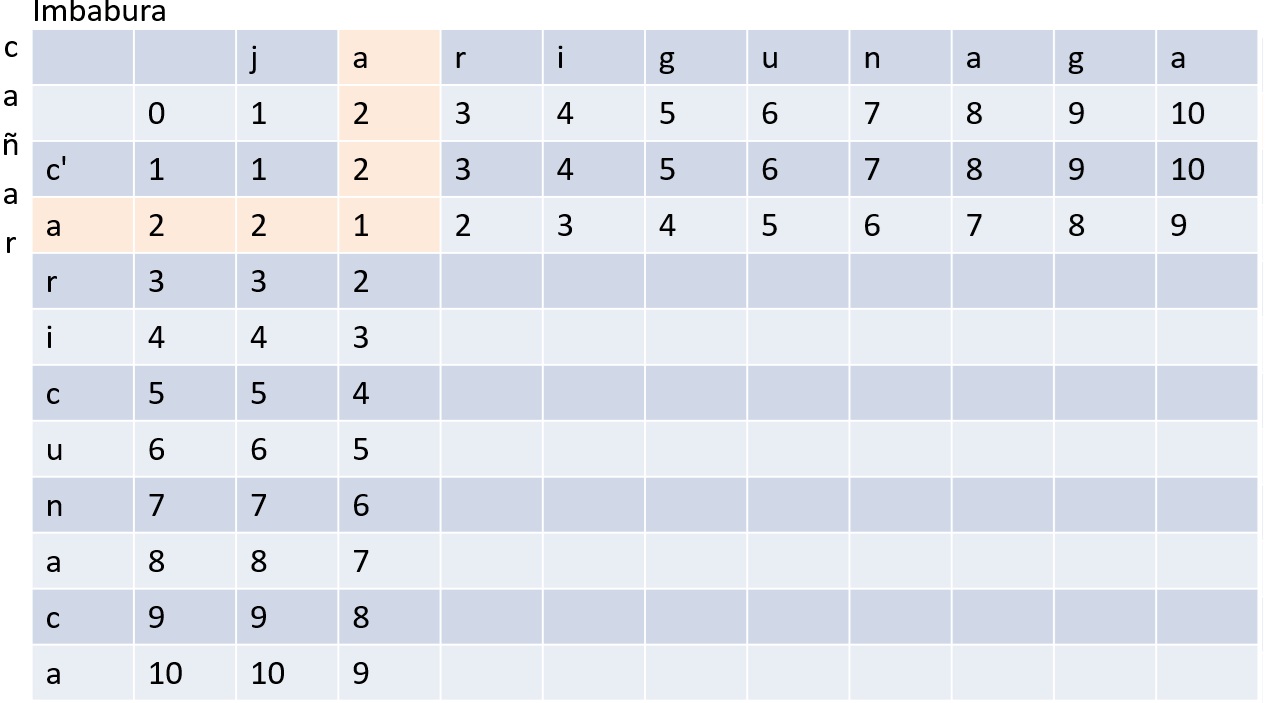 Imbabura
cañar
j a r i g u n a g a
0 1 2 3 4 5 6 7 8 9 10
c' 1 1 2 3 4 5 6 7 8 9 10
a 2 2 1 2 3 4 5 6 7 8 9
r 3 3 2
i 4 4 3
c 5 5 4
u 6 6 5
n 7 7 6
a 8 8 7
c 9 9 8
a 10 10 9